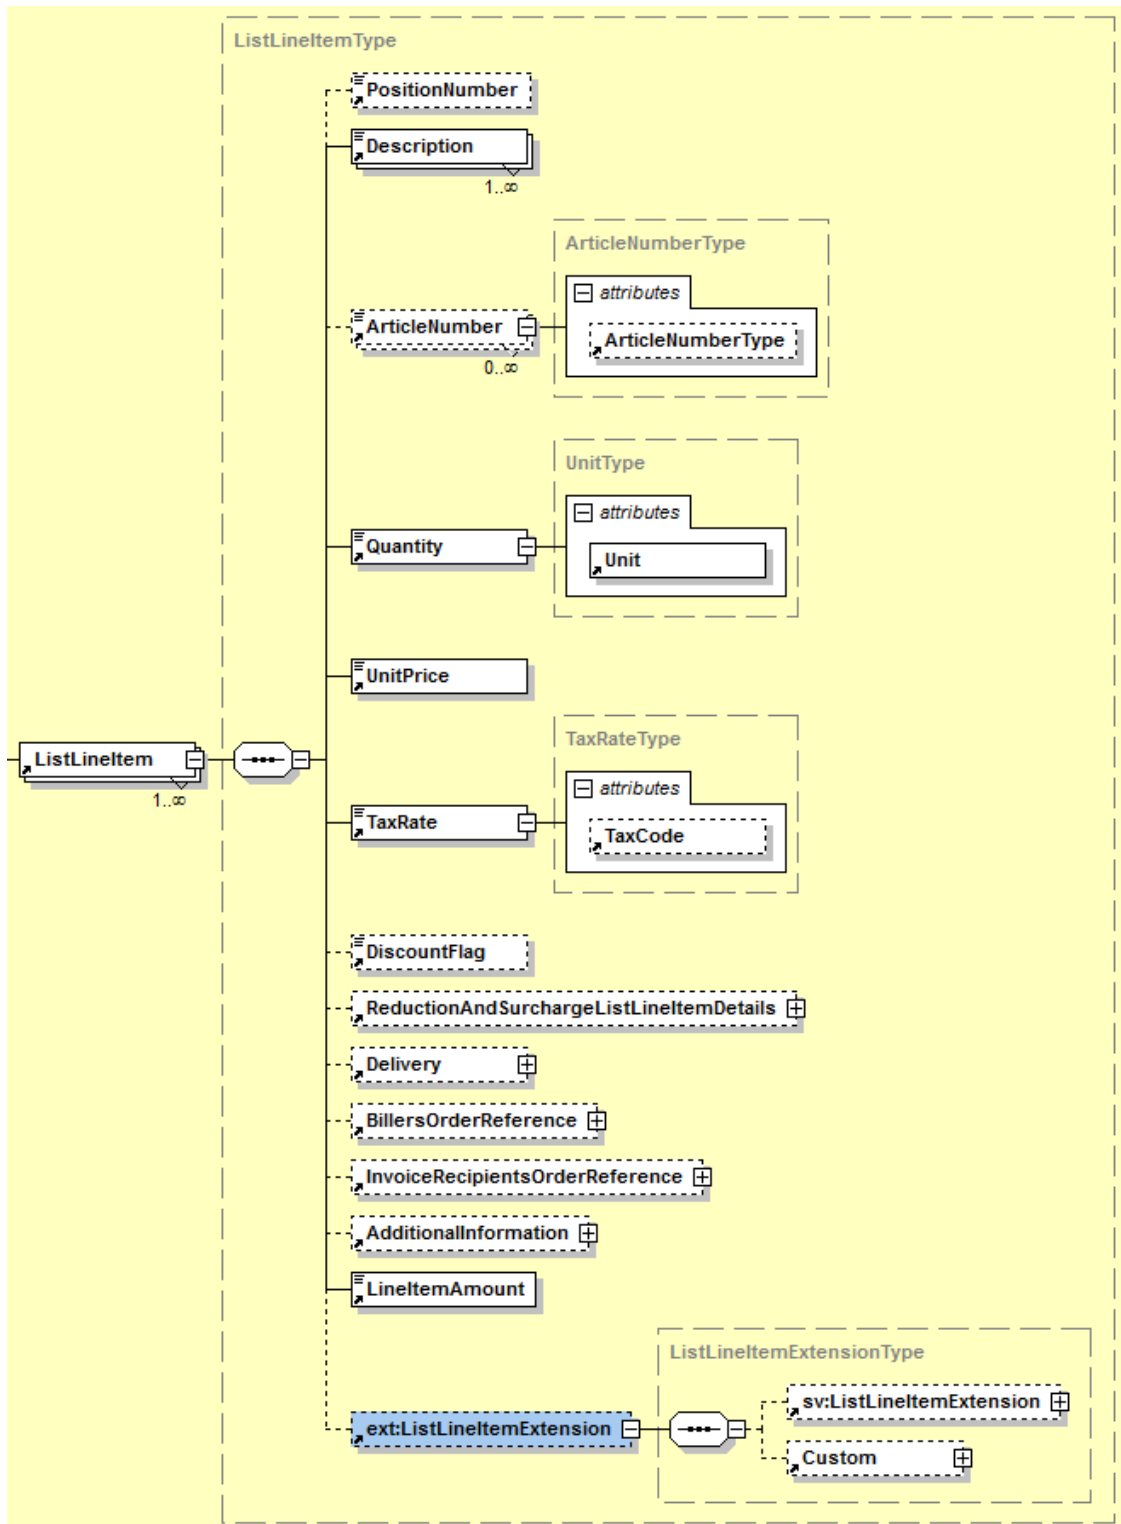 ListLineItemType
PositionNumber
Description
1..∞
ArticleNumberType
attributes
ArticleNumber
ArticleNumberType
0..∞
UnitType
attributes
Quantity
Unit
UnitPrice
ListLineItem
1..∞
TaxRateType
attributes
TaxRate
TaxCode
DiscountFlag
ReductionAndSurchargeListLineItemDetails
Delivery
BillersOrderReference
InvoiceRecipientsOrderReference
AdditionalInformation
LineItemAmount
ListLineItemExtensionType
sv:ListLineItemExtension
ext:ListLineItemExtension
Custom